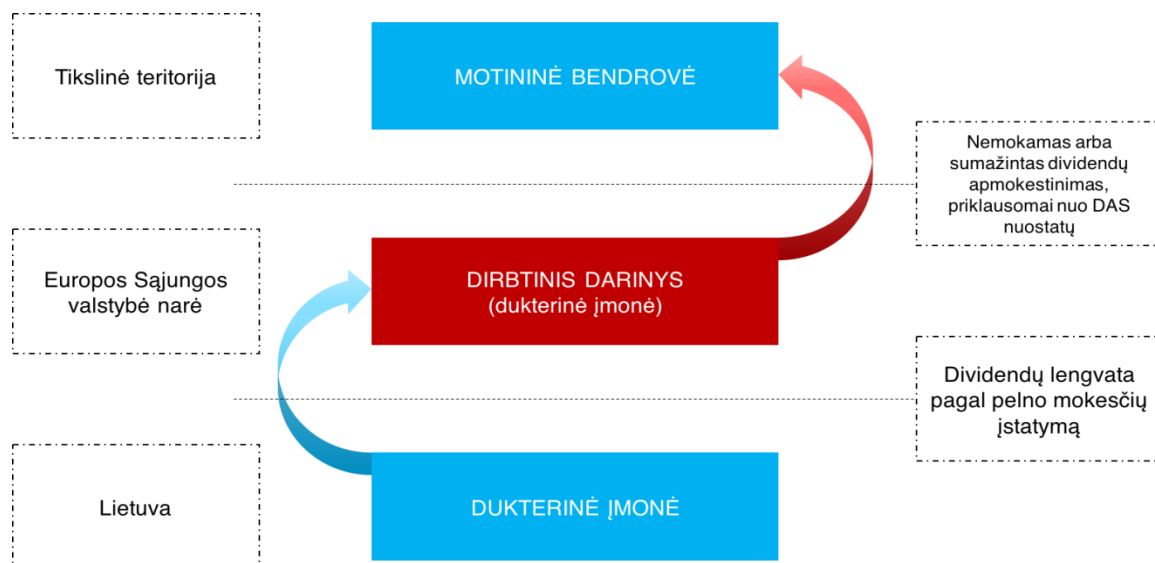 Tikslinė teritorija
MOTININĖ BENDROVĖ
Nemokamas arba
sumažintas dividendų
apmokestinimas,
priklausomai nuo DAS
nuostatų
Europos Sąjungos
valstybė narė
DIRBTINIS DARINYS
(dukterinė įmonė)
Dividendų lengvata
pagal pelno mokesčių
įstatymą
Lietuva
DUKTERINĖ ĮMONĖ